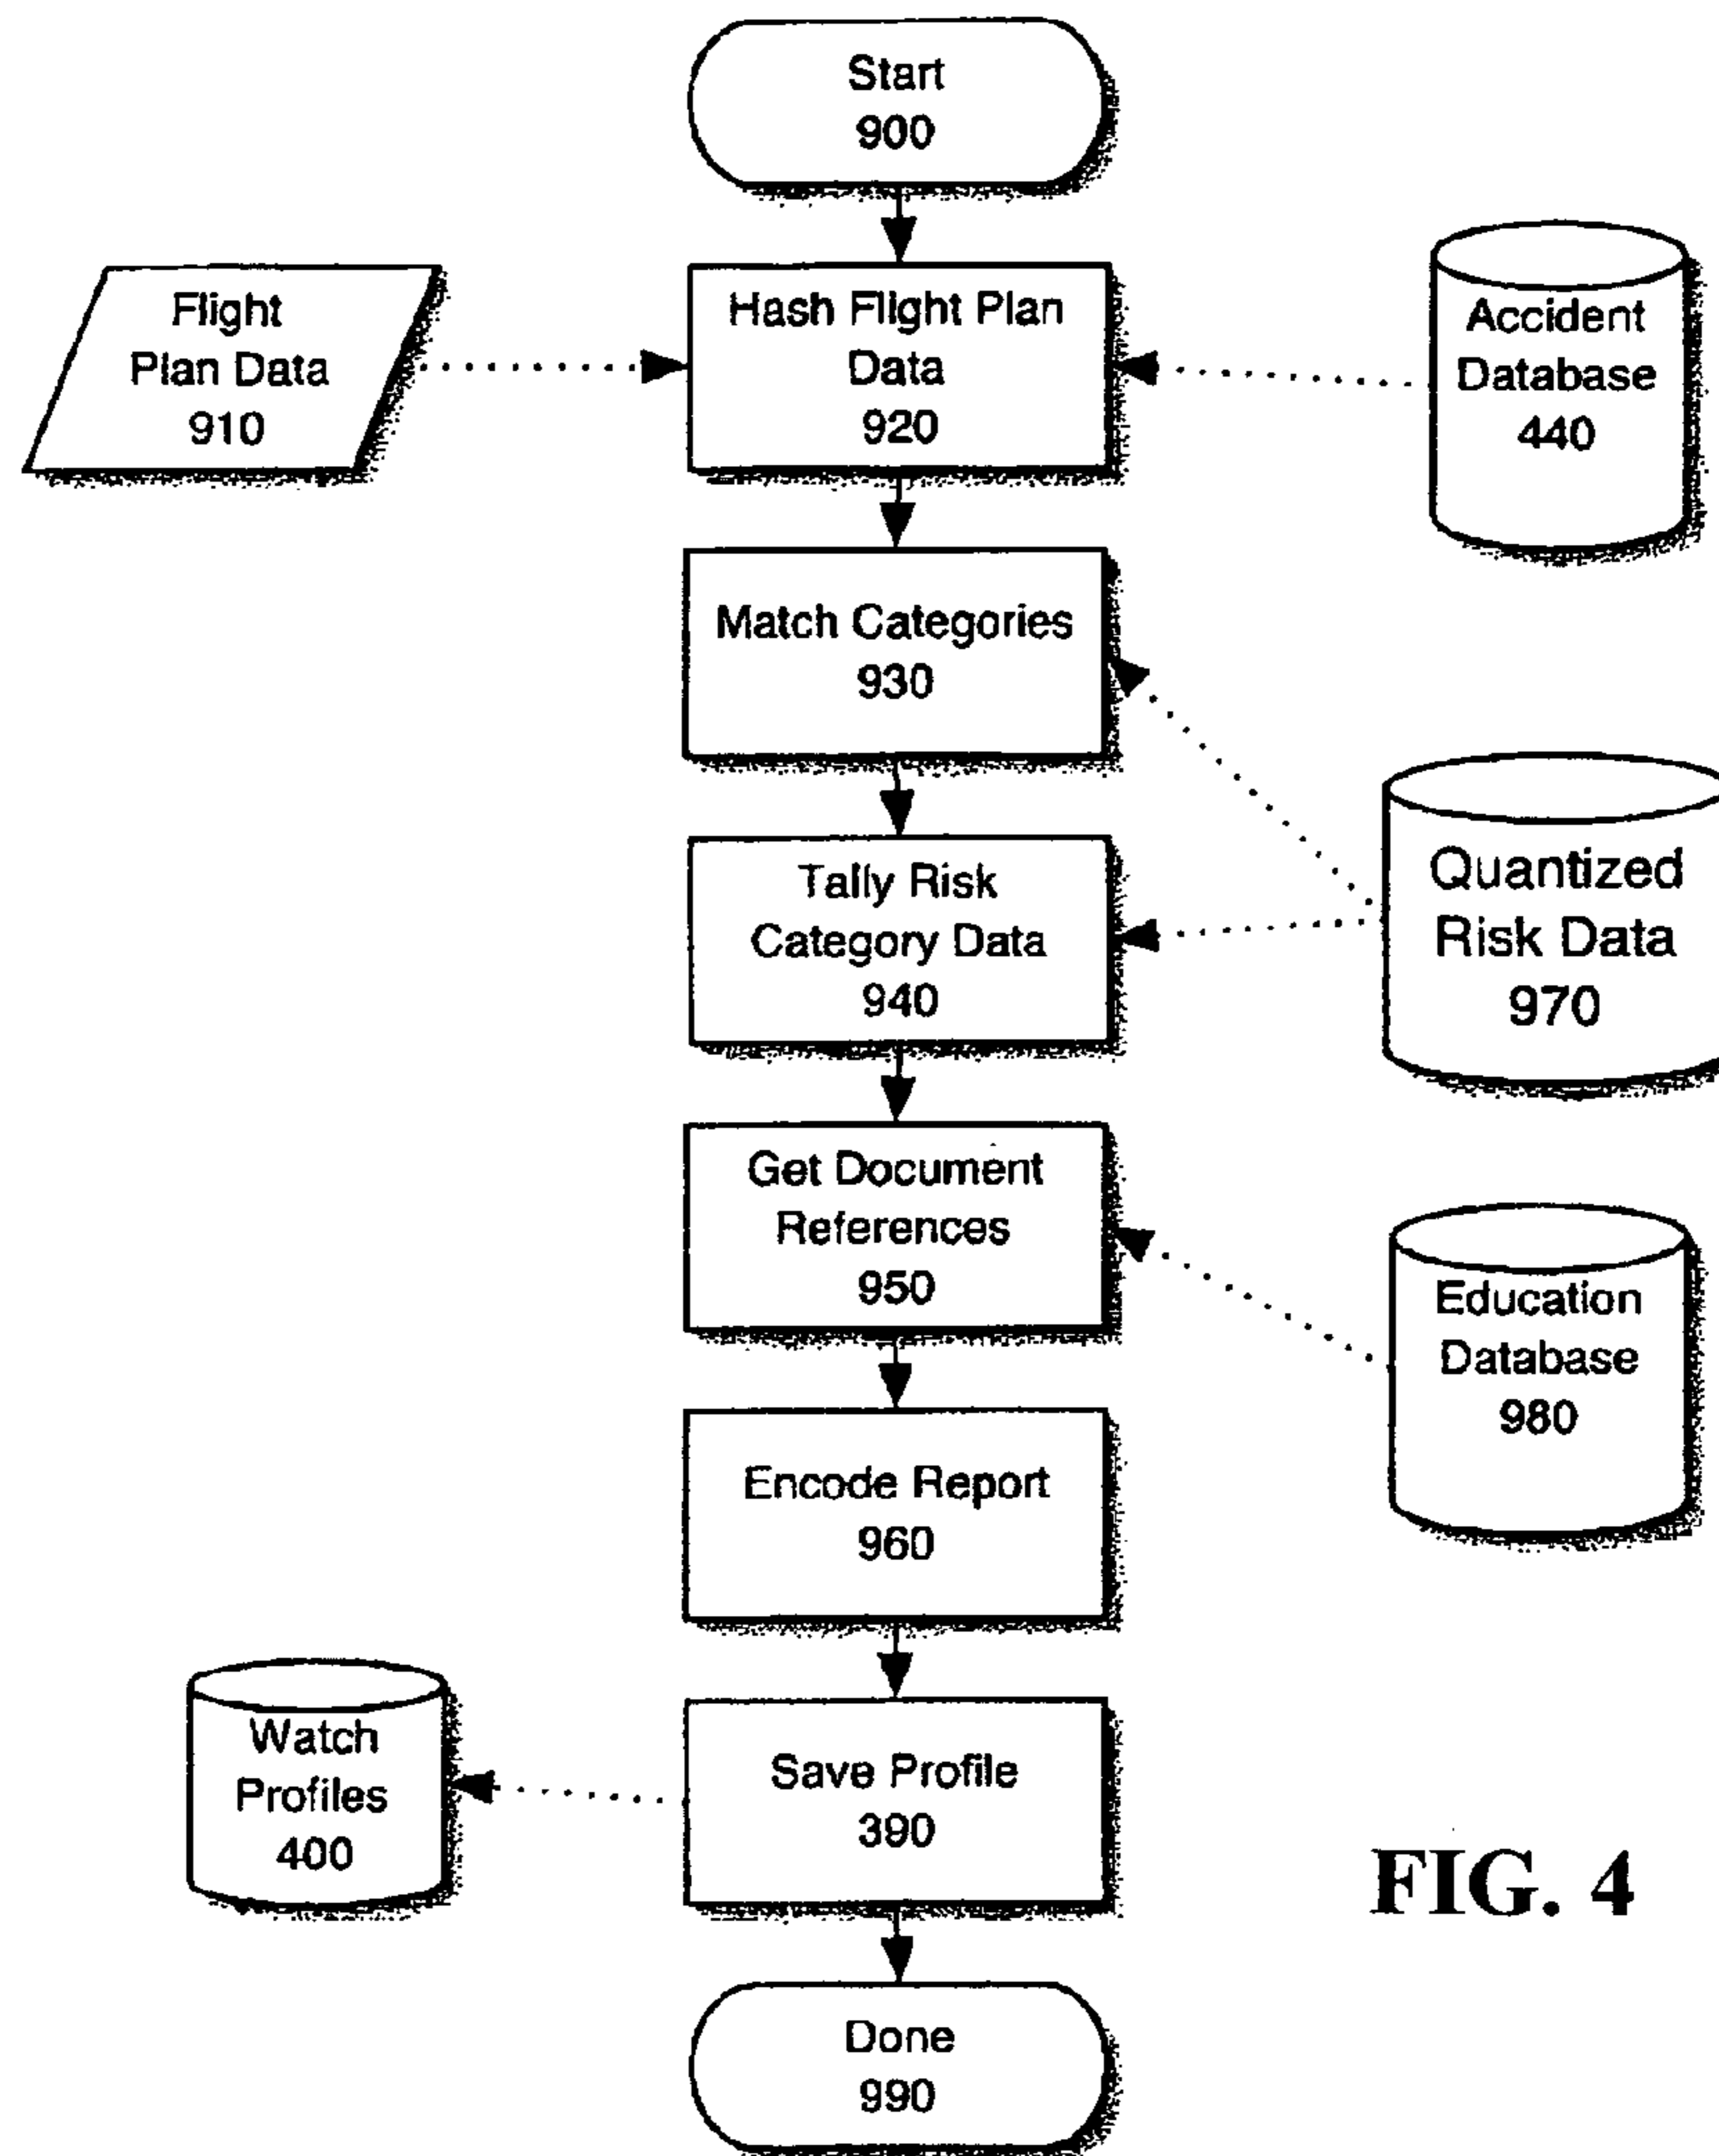 Start
900
Flight
Plan Data
910
Hash Flight Plan
Data
920
Accident
Database
440
Match Categories
930
Tally Risk
Category Data
940
Quantized
Risk Data
970
Get Document
References
950
Education
Database
980
Encode Report
960
Watch
Profiles
400
Save Profile
390
FIG. 4
Done
990